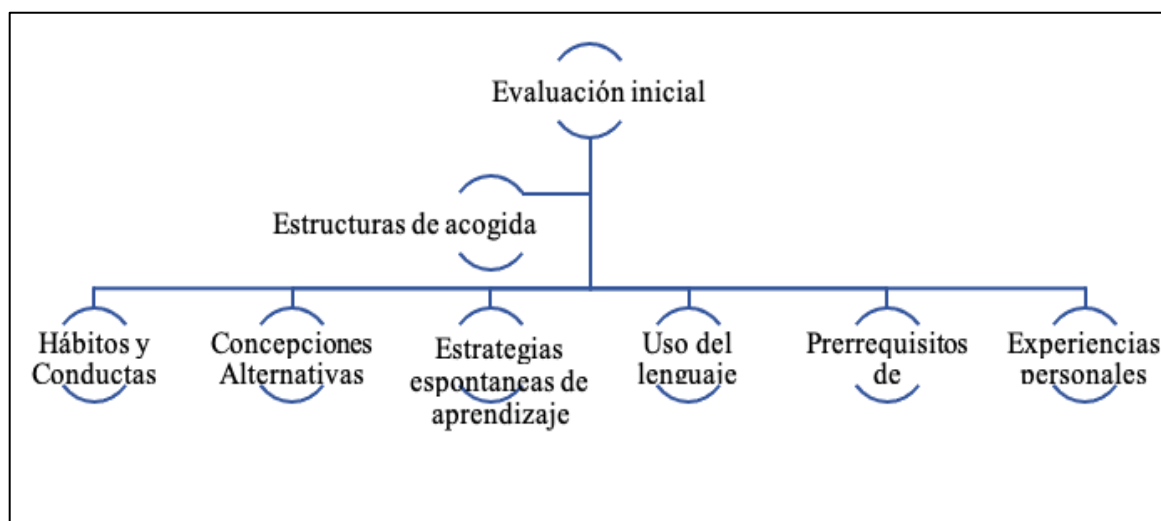 Evaluación inicial
Estructuras de acogida
Hábitos y
Conductas
Concepciones
Alternativas
Estrategias
espontaneas de
aprendizaje
Uso del
lenguaje
Prerrequisitos
de
Experiencias
personales